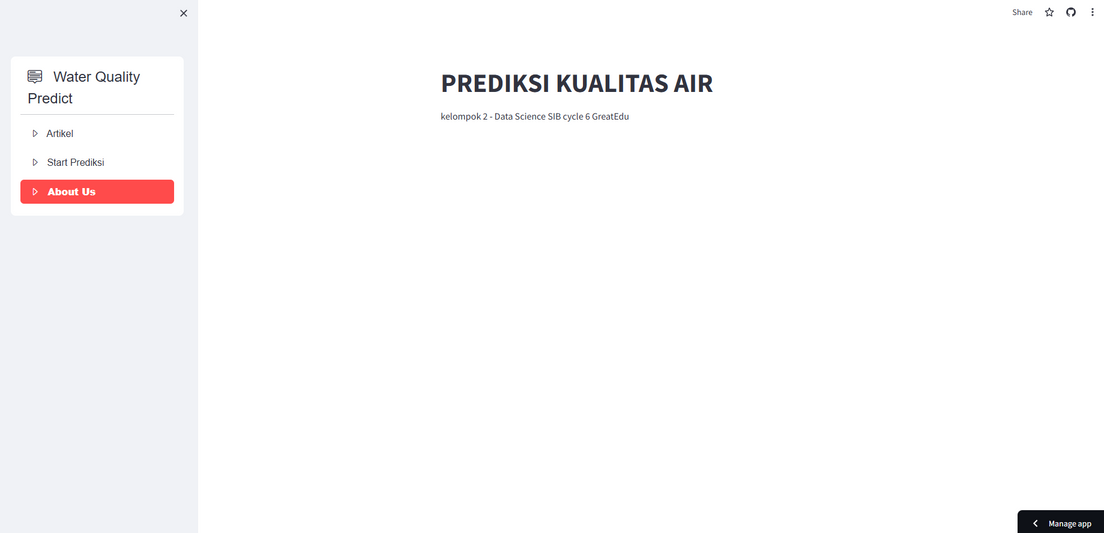 Share
Water Quality
Predict
Artikel
Start Prediksi
About Us
PREDIKSI KUALITAS AIR
kelompok 2 - Data Science SIB cycle 6 GreatEdu
Manage app